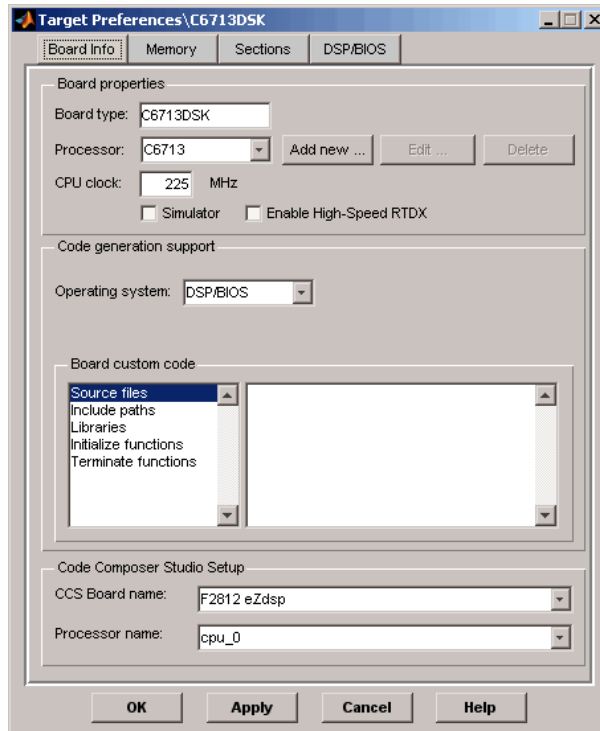 Target Preferences\C6713DSK
Board Info Memory Sections DSP/BIOS
Board properties
Board type: C6713DSK
Processor: C6713 Add new ... Edit ... Delete
CPU clock: 225 MHz
Simulator Enable High-Speed RTDX
Code generation support
Operating system: DSP/BIOS
Board custom code
Source files
Include paths
Libraries
Initialize functions
Terminate functions
Code Composer Studio Setup
CCS Board name: F2812 eZdsp
Processor name: cpu_0
OK Apply Cancel Help